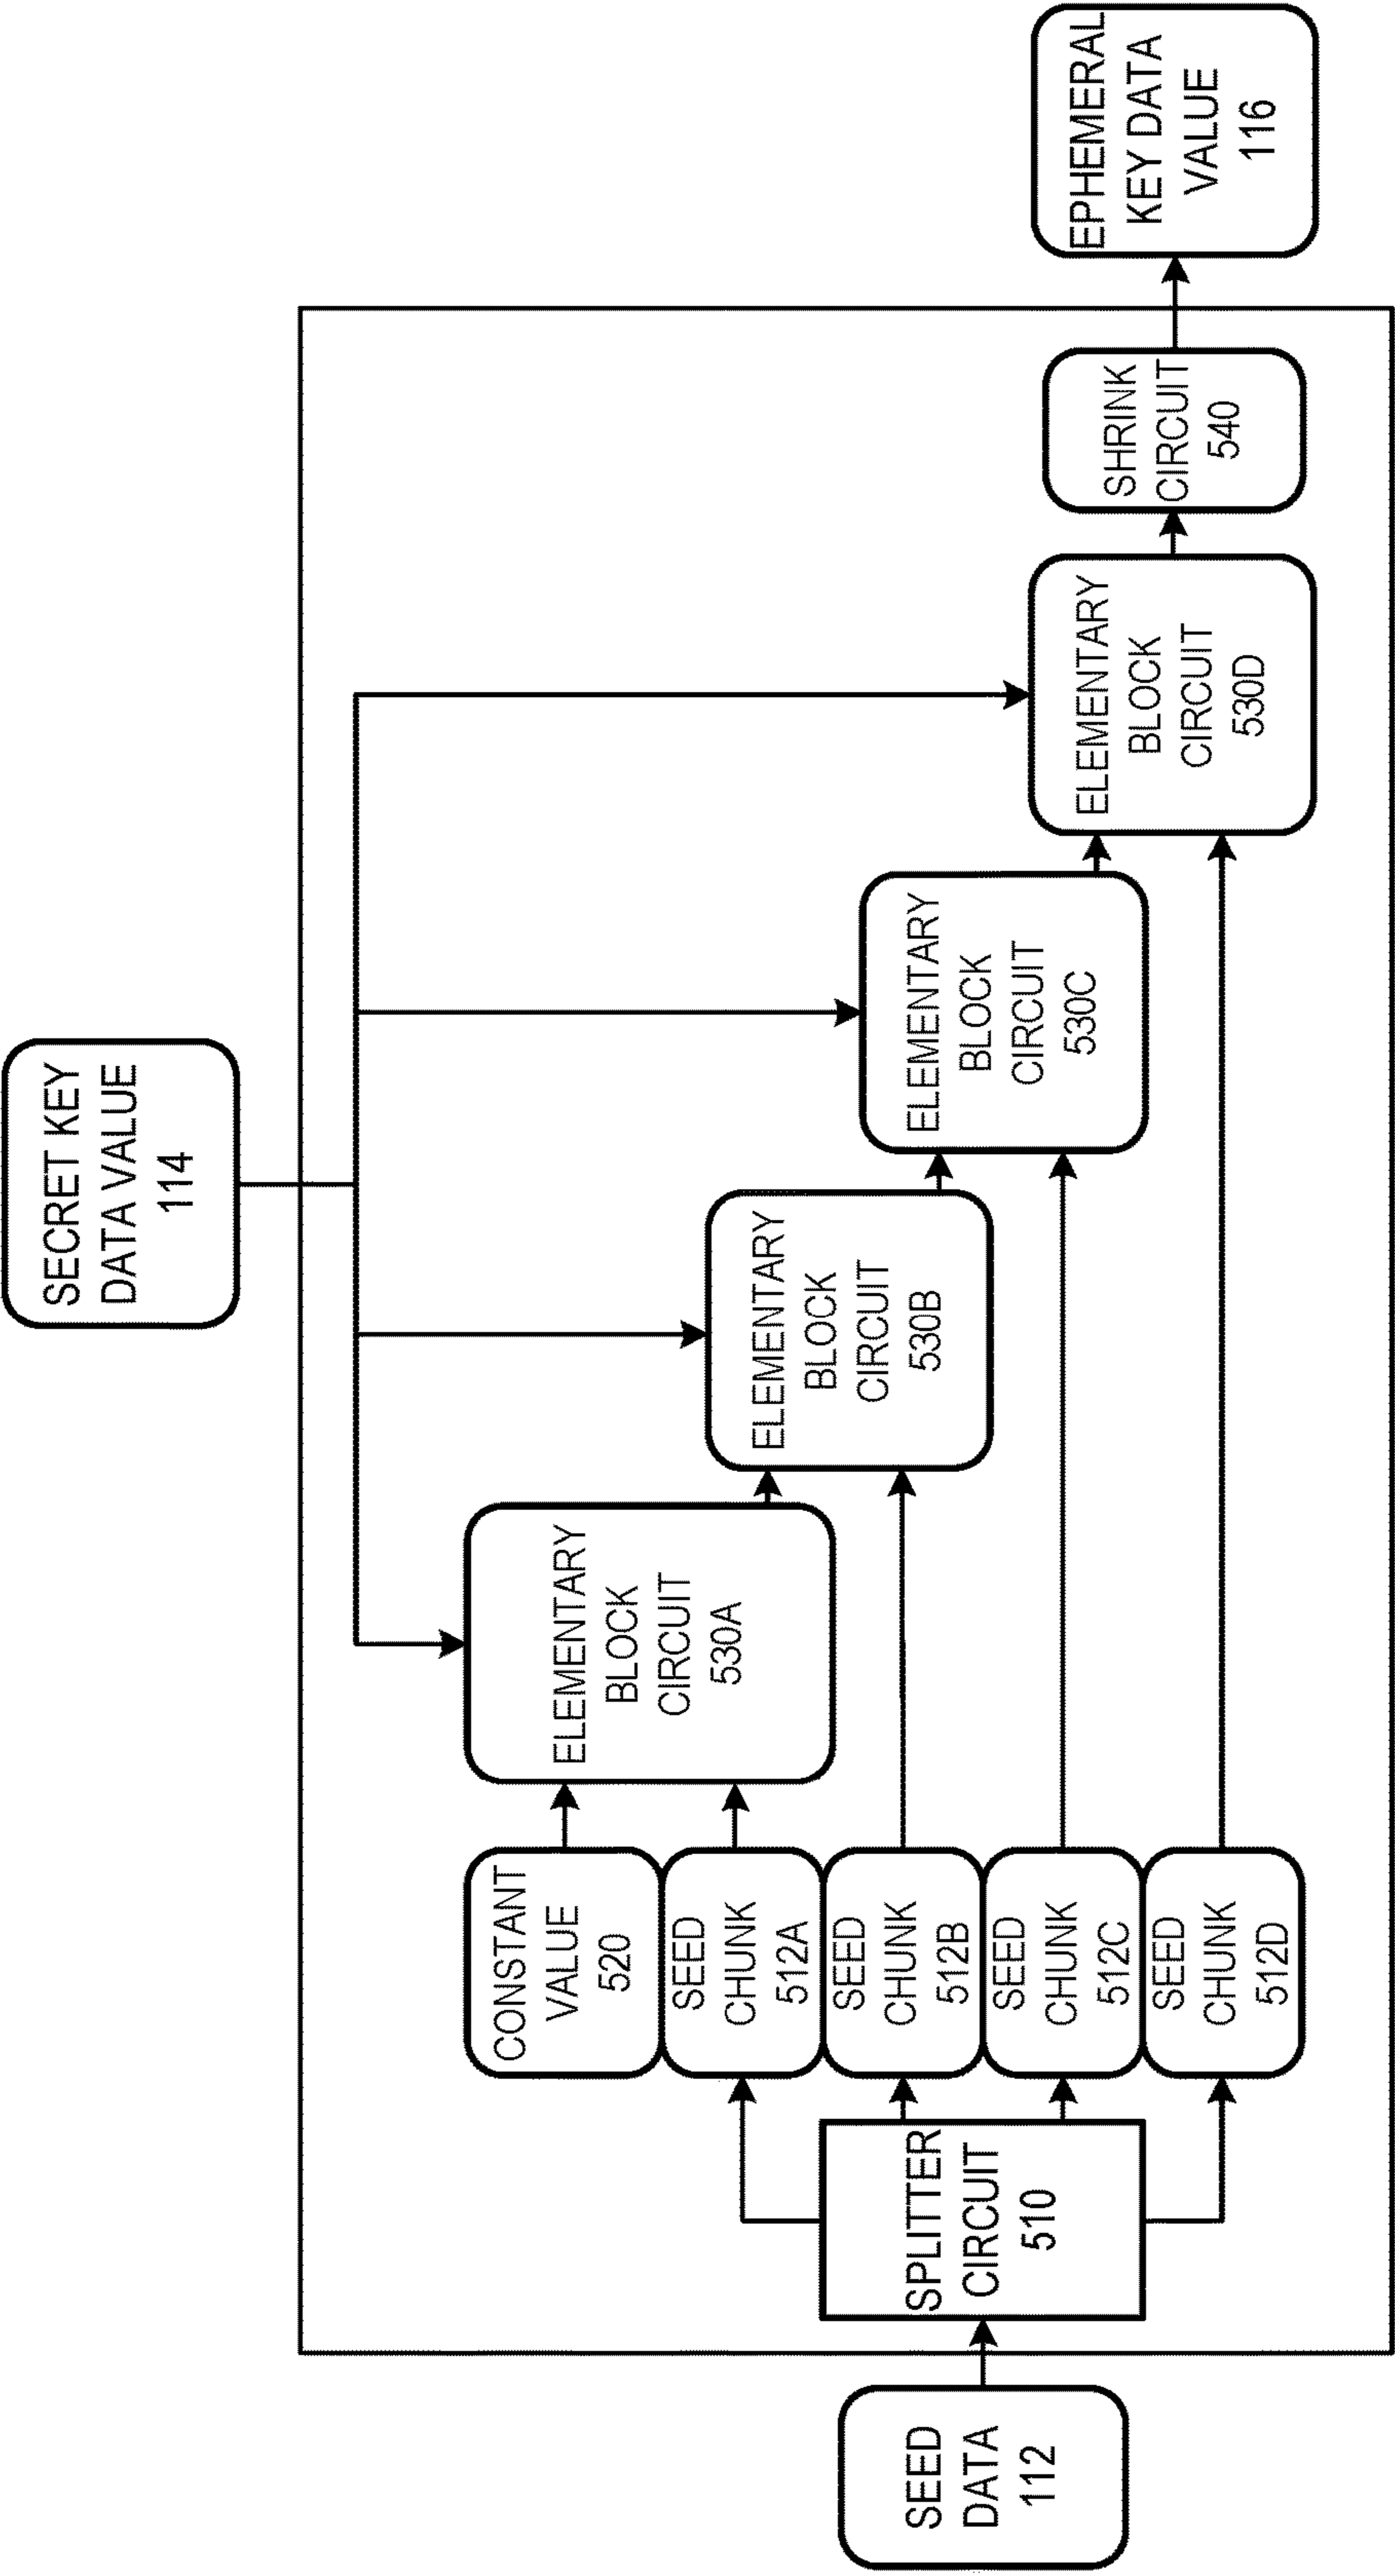 SECRET KEY
DATA VALUE
114
SEED
DATA
112
SPLITTER
CIRCUIT
510
CONSTANT
VALUE
520
SEED
CHUNK
512A
SEED
CHUNK
512B
SEED
CHUNK
512C
SEED
CHUNK
512D
ELEMENTARY
BLOCK
CIRCUIT
530A
ELEMENTARY
BLOCK
CIRCUIT
530B
ELEMENTARY
BLOCK
CIRCUIT
530C
ELEMENTARY
BLOCK
CIRCUIT
530D
SHRINK
CIRCUIT
540
EPHEMERAL
KEY DATA
VALUE
116